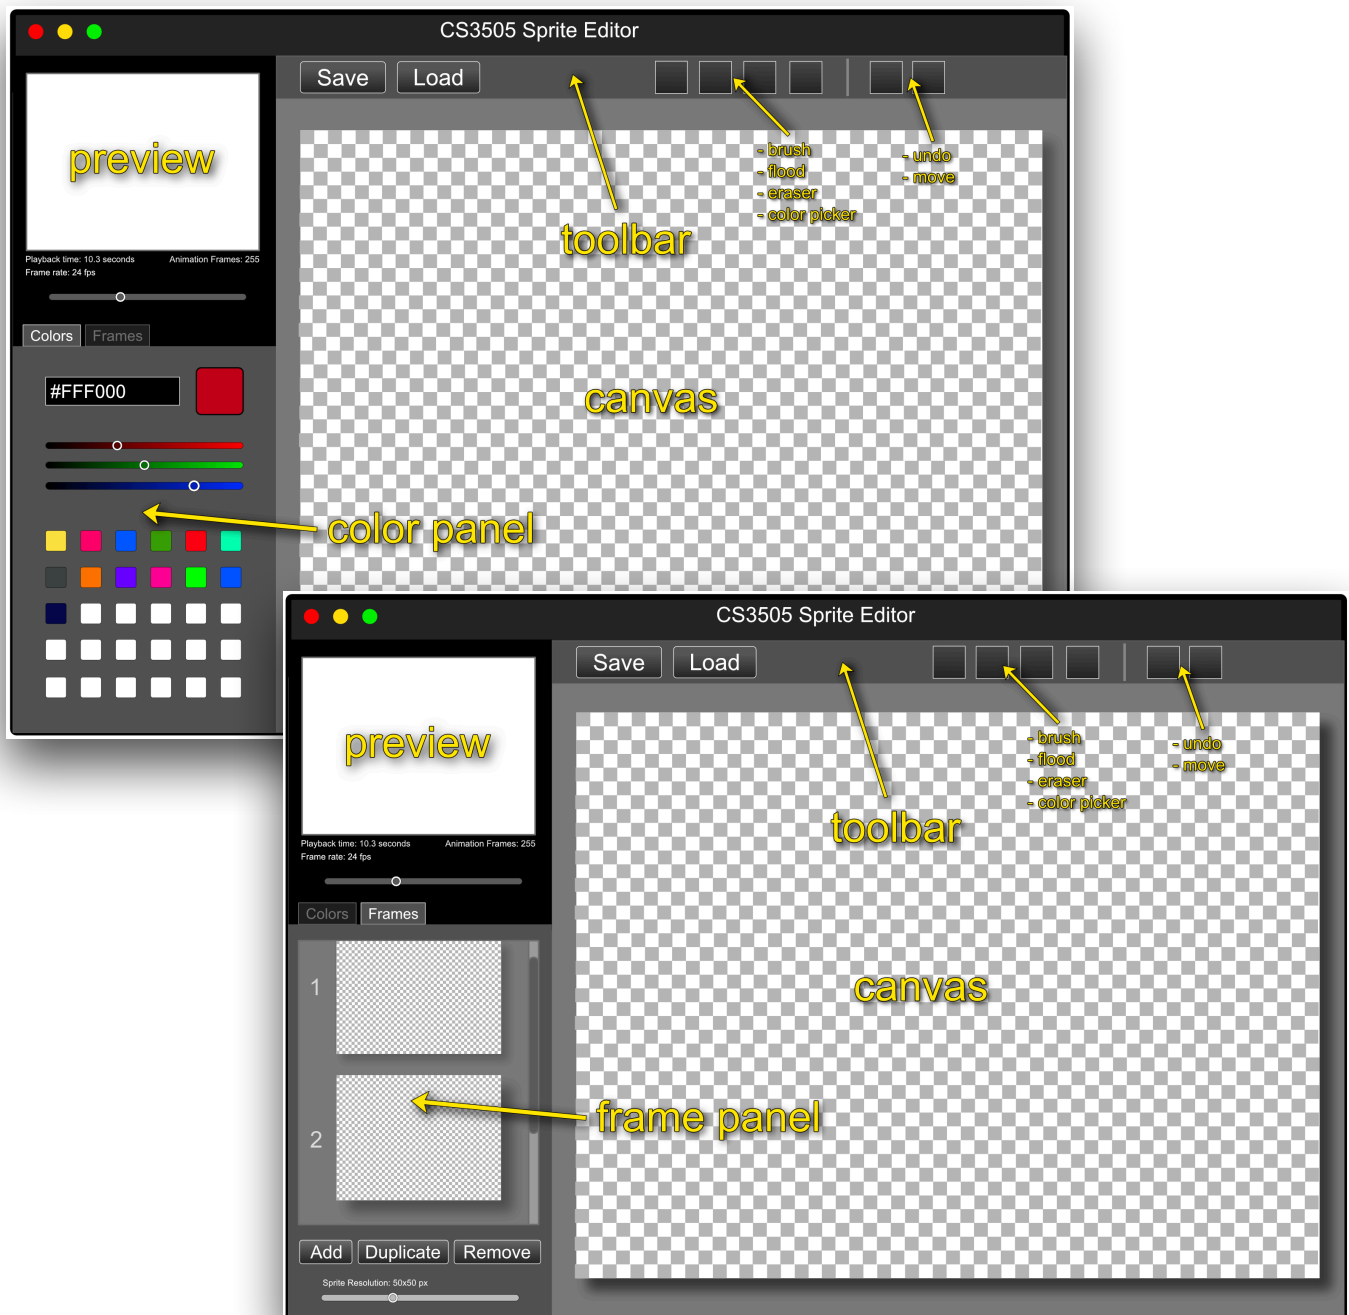 CS3505 Sprite Editor
Save
Load
preview
- brush
- flood
- eraser
- color picker
- undo
- move
toolbar
Playback time: 10.3 seconds
Animation Frames: 255
Frame rate: 24 fps
Colors
Frames
#FFF000
canvas
color panel
CS3505 Sprite Editor
Save
Load
preview
- brush
- flood
- eraser
- color picker
- undo
- move
toolbar
Playback time: 10.3 seconds
Animation Frames: 255
Frame rate: 24 fps
Colors
Frames
1
canvas
frame panel
2
Add
Duplicate
Remove
Sprite Resolution: 50x50 px